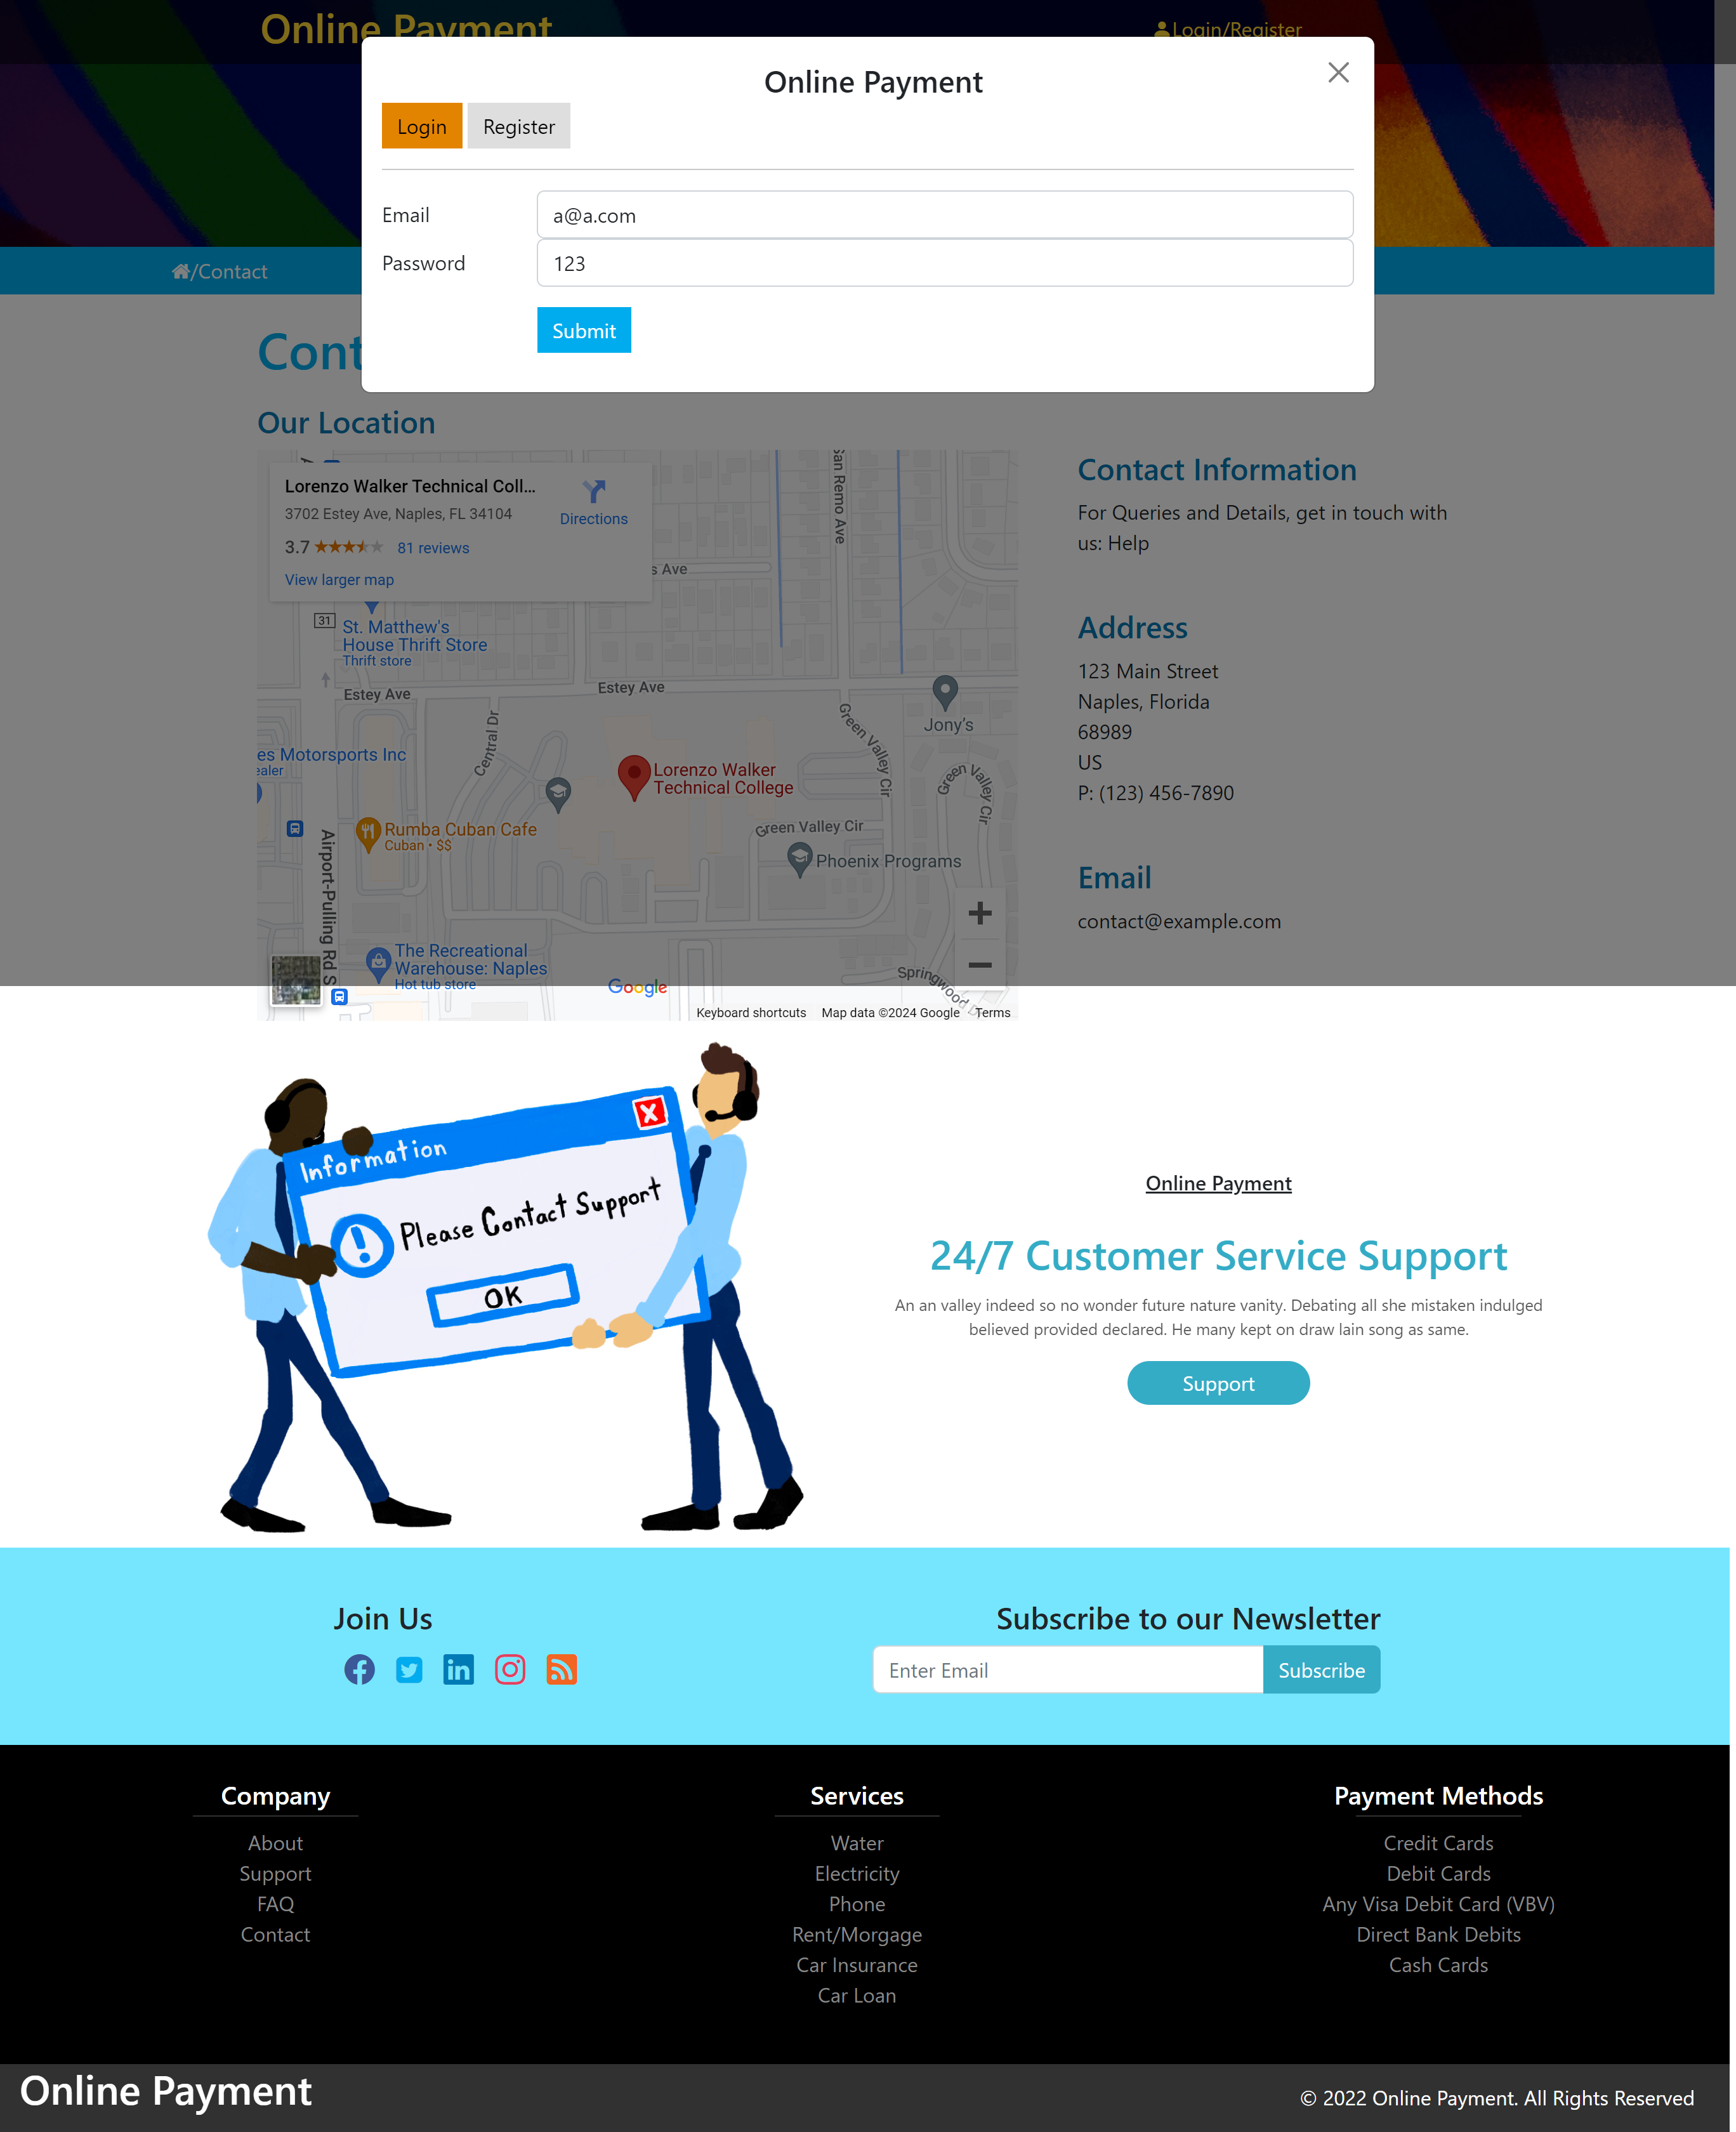 Online Payment
Login/Register
Online Payment
Login
Register
Email
a@a.com
Password
123
Submit
/Contact
Cont
Our Location
Lorenzo Walker Technical Coll...
3702 Estey Ave, Naples, FL 34104
3.7
81 reviews
View larger map
Directions
s Ave
San Remo Ave
31
St. Matthew's
House Thrift Store
Thrift store
Estey Ave
Estey Ave
Central Dr
Green Valley Cir
Jony's
es Motorsports Inc
ealer
Lorenzo Walker
Technical College
Green Valley Cir
Rumba Cuban Cafe
Cuban • $$
Green Valley Cir
Phoenix Programs
Airport-Pulling Rd S
The Recreational
Warehouse: Naples
Hot tub store
Google
Springwood
Keyboard shortcuts
Map data ©2024 Google
Terms
Contact Information
For Queries and Details, get in touch with
us: Help
Address
123 Main Street
Naples, Florida
68989
US
P: (123) 456-7890
Email
contact@example.com
Information
X
Please Contact Support
OK
Online Payment
24/7 Customer Service Support
An an valley indeed so no wonder future nature vanity. Debating all she mistaken indulged
believed provided declared. He many kept on draw lain song as same.
Support
Join Us
Subscribe to our Newsletter
Enter Email
Subscribe
Company
About
Support
FAQ
Contact
Services
Water
Electricity
Phone
Rent/Morgage
Car Insurance
Car Loan
Payment Methods
Credit Cards
Debit Cards
Any Visa Debit Card (VBV)
Direct Bank Debits
Cash Cards
Online Payment
© 2022 Online Payment. All Rights Reserved